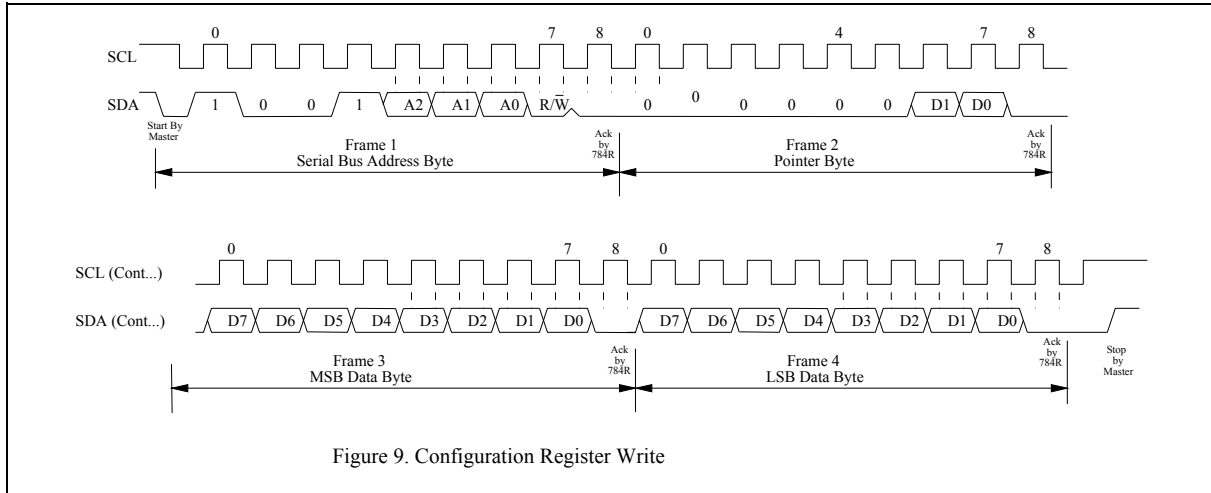 0 7 8 0 4 7 8
SCL
SDA 1 0 0 1 A2 A1 A0 R/W̅ 0 0 0 0 0 0 D1 D0
Start By
Master
Frame 1
Serial Bus Address Byte
Ack
by
784R
Frame 2
Pointer Byte
Ack
by
784R
0 7 8 0 7 8
SCL (Cont...)
SDA (Cont...) D7 D6 D5 D4 D3 D2 D1 D0 D7 D6 D5 D4 D3 D2 D1 D0
Frame 3
MSB Data Byte
Ack
by
784R
Frame 4
LSB Data Byte
Ack
by
784R
Stop
by
Master
Figure 9. Configuration Register Write